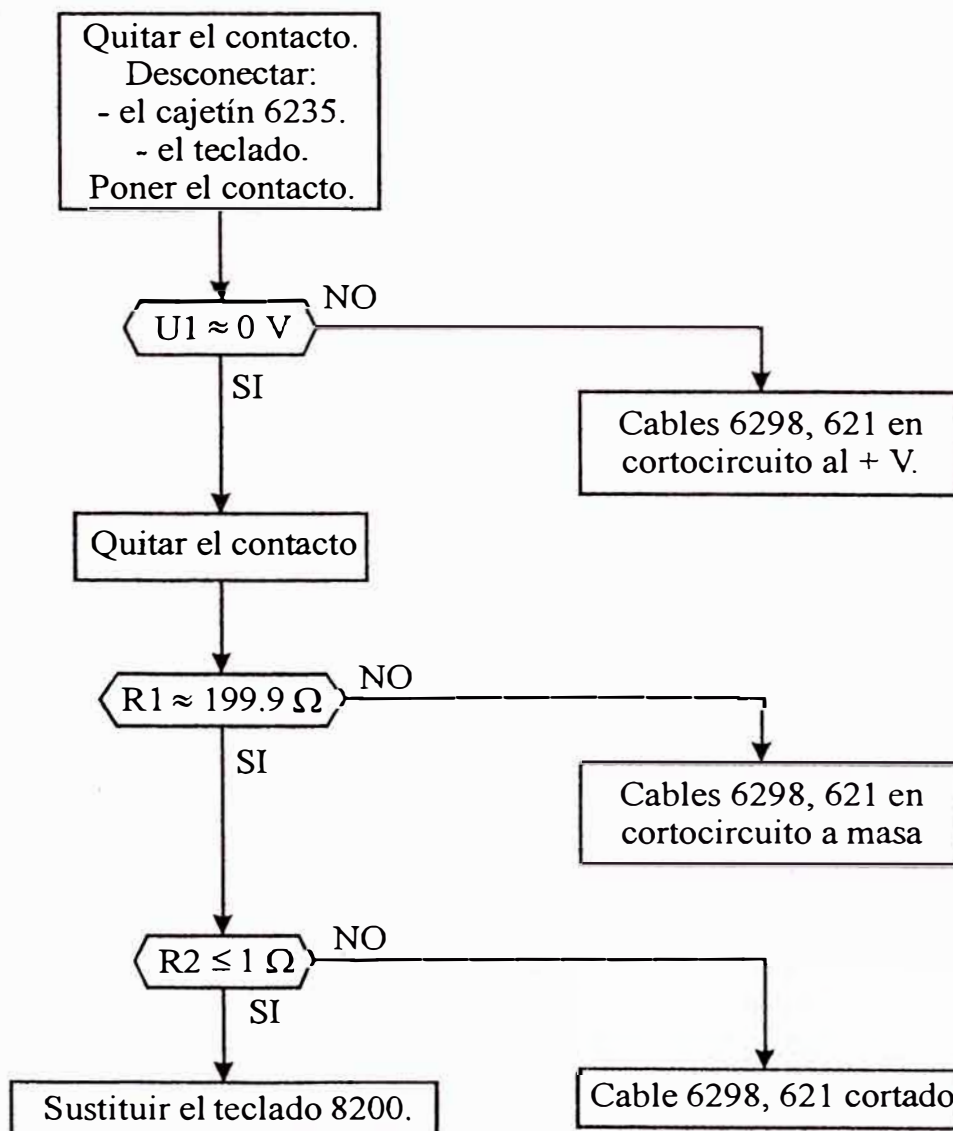 Quitar el contacto.
Desconectar:
- el cajetín 6235.
- el teclado.
Poner el contacto.
U1 ≈ 0 V
NO
SI
Cables 6298, 621 en
cortocircuito al + V.
Quitar el contacto
R1 ≈ 199.9 Ω
NO
SI
Cables 6298, 621 en
cortocircuito a masa
R2 ≤ 1 Ω
NO
SI
Sustituir el teclado 8200.
Cable 6298, 621 cortado